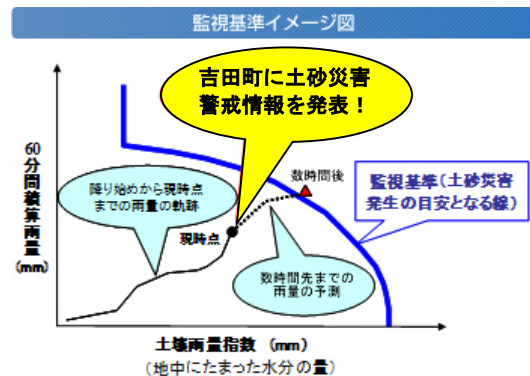 監視基準イメージ図
吉田町に土砂災害
警戒情報を発表！
60分間積算雨量
(mm)
降り始めから現時点
までの雨量の軌跡
現時点
数時間後
監視基準(土砂災害
発生の目安となる線)
数時間先までの
雨量の予測
土壌雨量指数 (mm)
(地中にたまった水分の量)